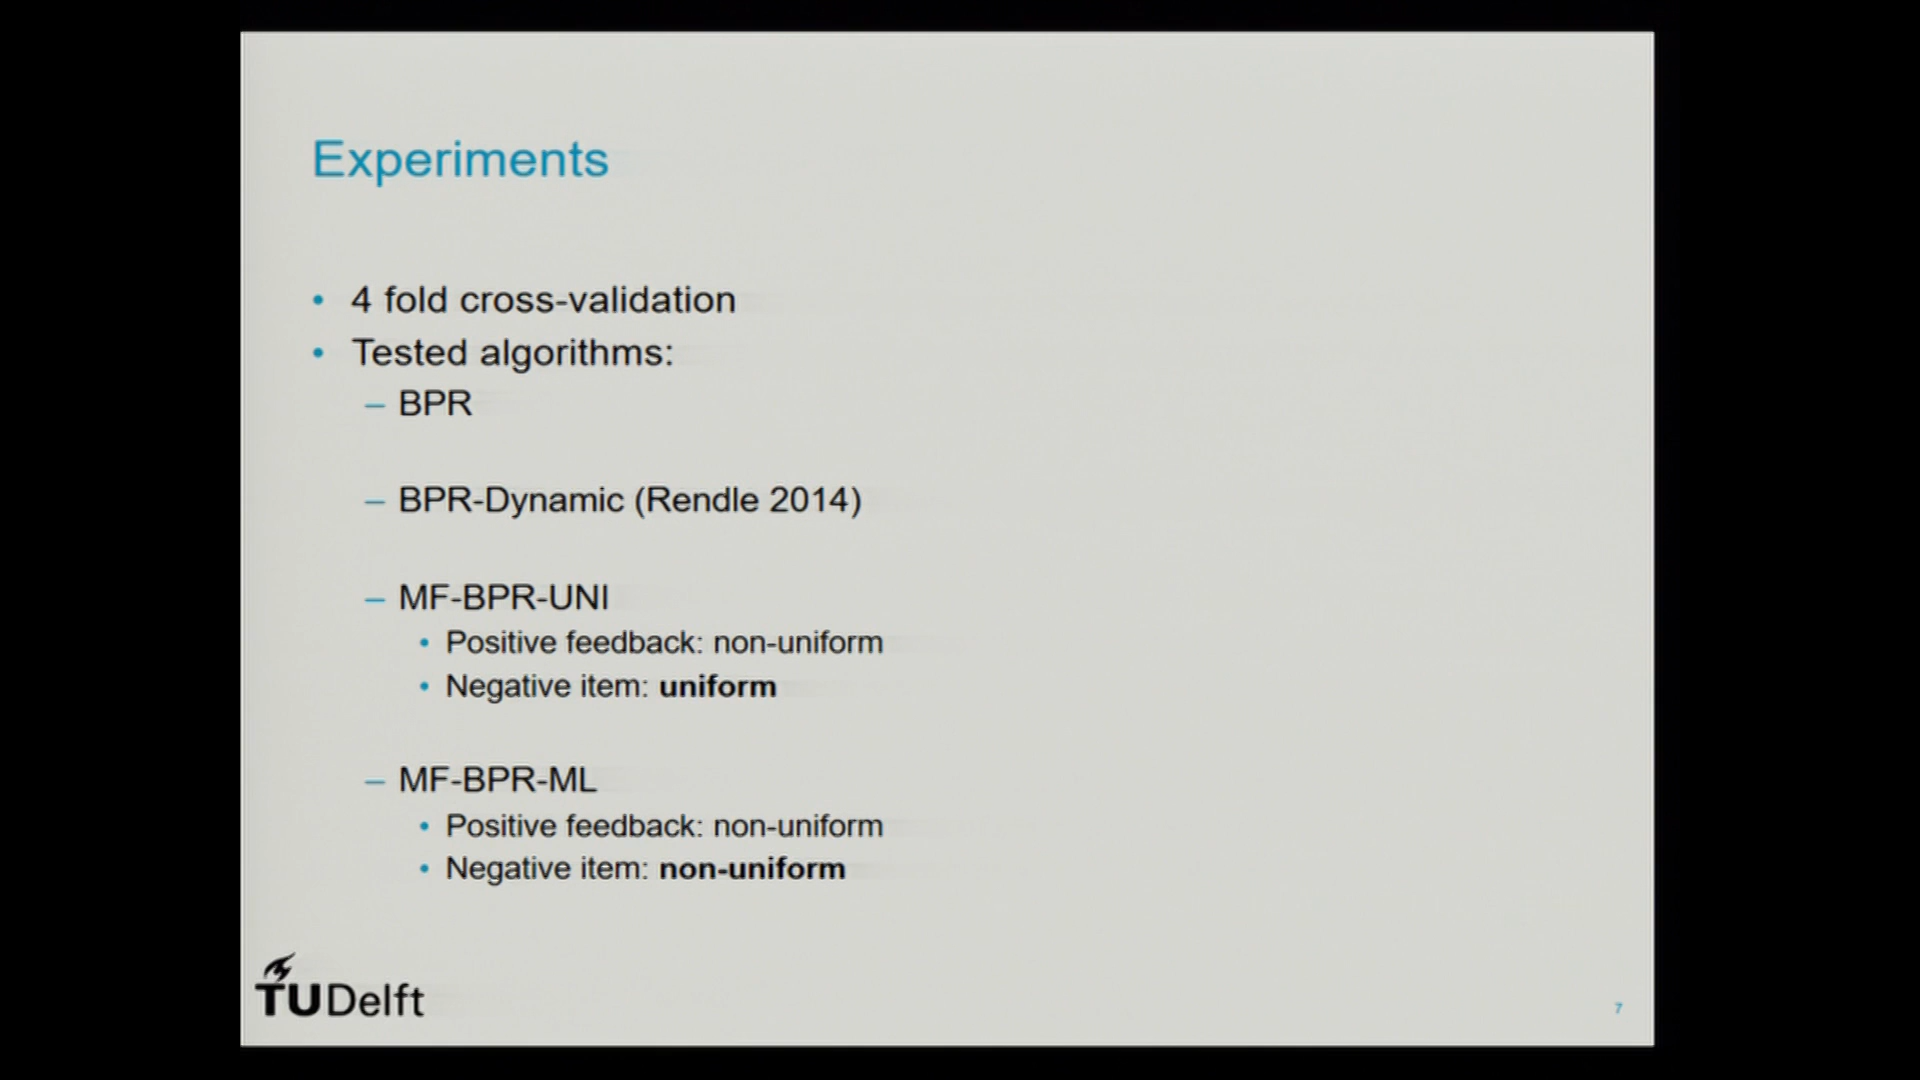 Experiments
• 4 fold cross-validation
• Tested algorithms:
– BPR
– BPR-Dynamic (Rendle 2014)
– MF-BPR-UNI
• Positive feedback: non-uniform
• Negative item: uniform
– MF-BPR-ML
• Positive feedback: non-uniform
• Negative item: non-uniform
TUDelft
7